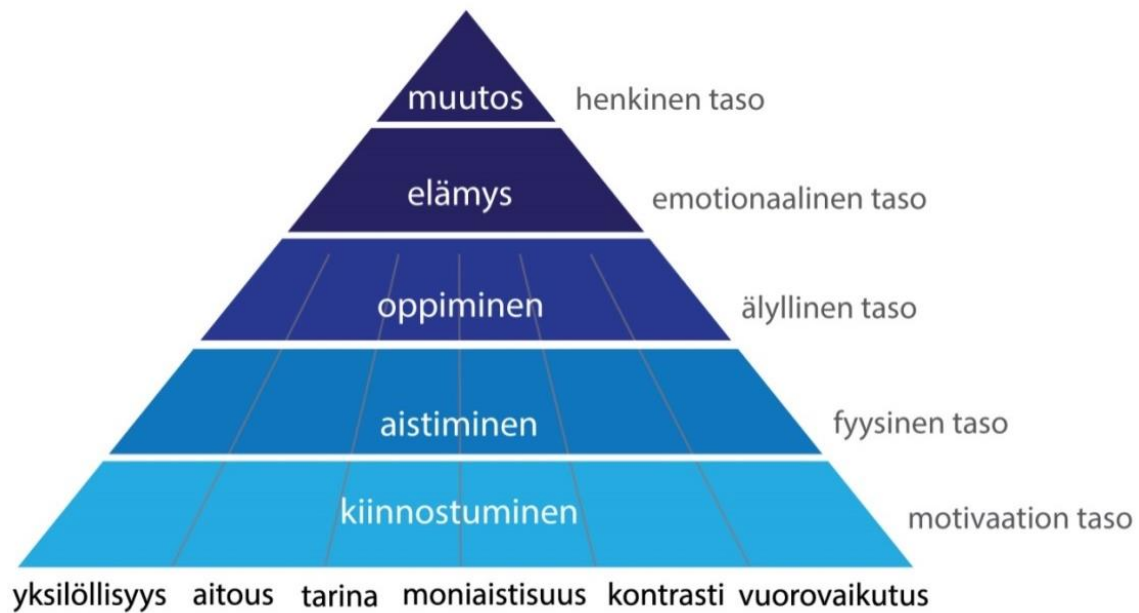 muutos henkinen taso
elämys emotionaalinen taso
oppiminen älyllinen taso
aistiminen fyysinen taso
kiinnostuminen motivaation taso
yksilöllisyys aitous tarina moniaistisuus kontrasti vuorovaikutus